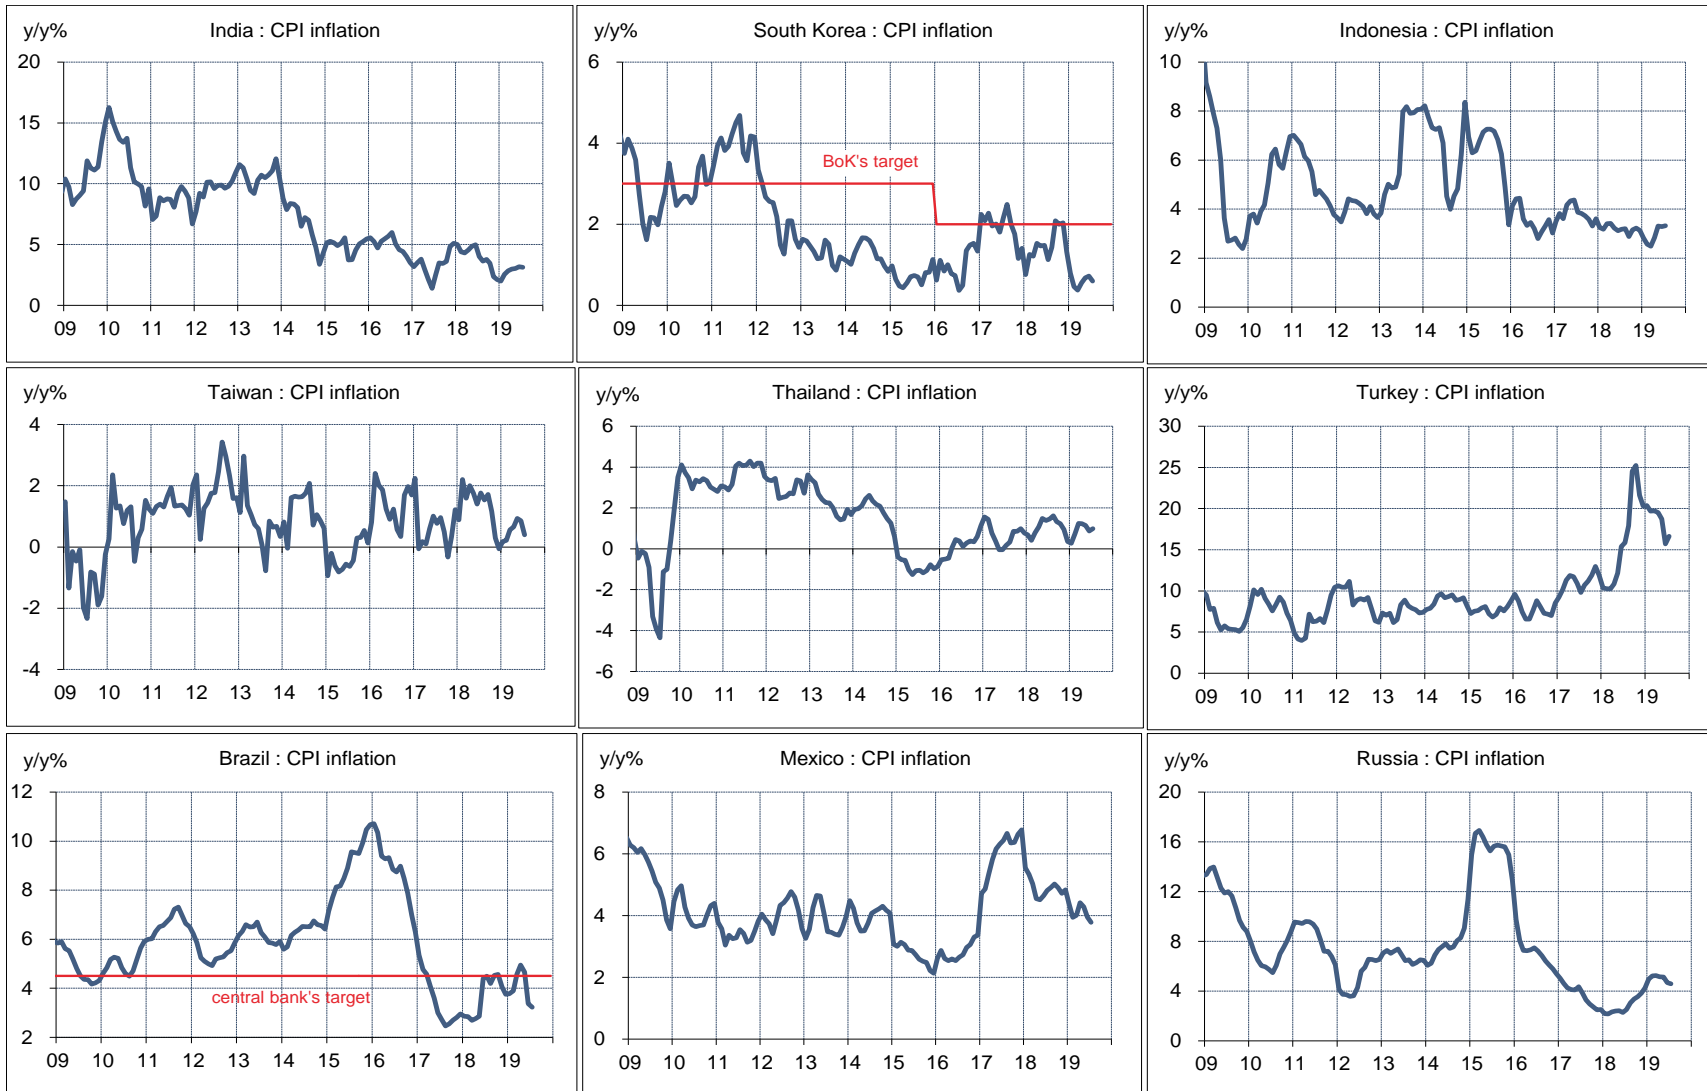 y/y%
India : CPI inflation
20
15
10
5
0
09 10 11 12 13 14 15 16 17 18 19
y/y%
South Korea : CPI inflation
6
4
2
0
BoK's target
09 10 11 12 13 14 15 16 17 18 19
y/y%
Indonesia : CPI inflation
10
8
6
4
2
0
09 10 11 12 13 14 15 16 17 18 19
y/y%
Taiwan : CPI inflation
4
2
0
-2
-4
09 10 11 12 13 14 15 16 17 18 19
y/y%
Thailand : CPI inflation
6
4
2
0
-2
-4
-6
09 10 11 12 13 14 15 16 17 18 19
y/y%
Turkey : CPI inflation
30
25
20
15
10
5
0
09 10 11 12 13 14 15 16 17 18 19
y/y%
Brazil : CPI inflation
12
10
8
6
4
2
central bank's target
09 10 11 12 13 14 15 16 17 18 19
y/y%
Mexico : CPI inflation
8
6
4
2
0
09 10 11 12 13 14 15 16 17 18 19
y/y%
Russia : CPI inflation
20
16
12
8
4
0
09 10 11 12 13 14 15 16 17 18 19